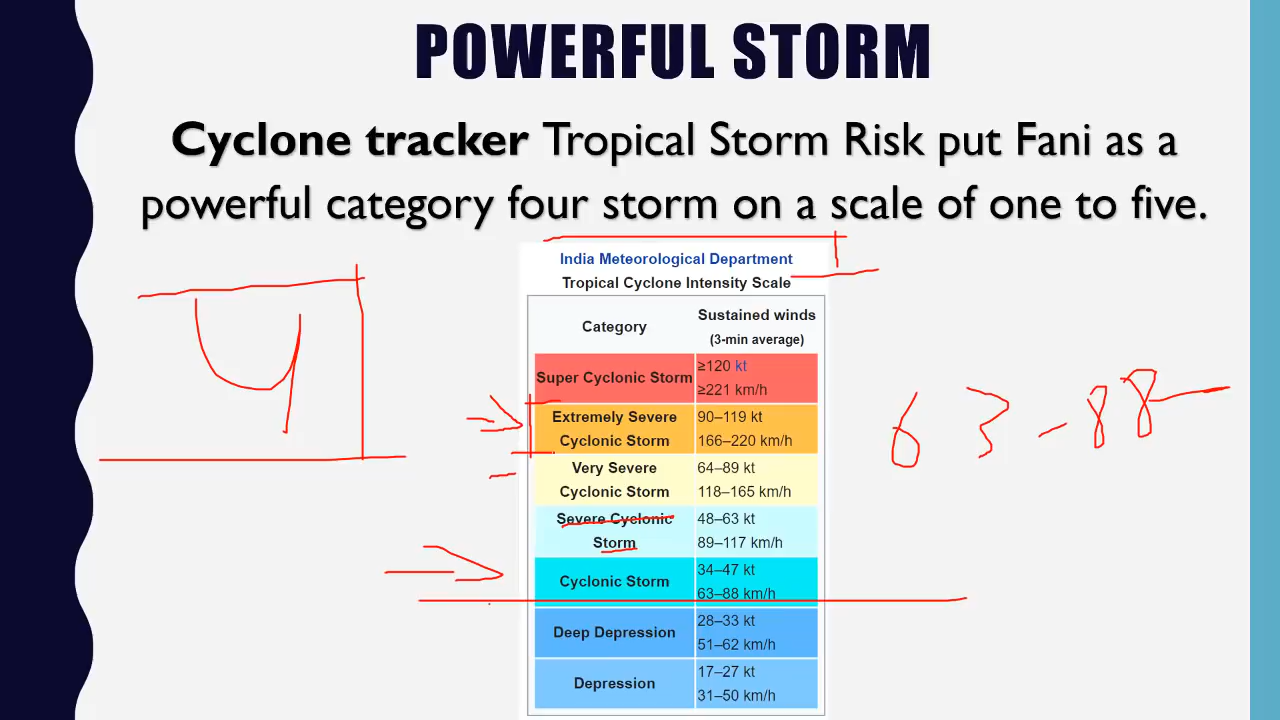 POWERFUL STORM
Cyclone tracker Tropical Storm Risk put Fani as a
powerful category four storm on a scale of one to five.
India Meteorological Department
Tropical Cyclone Intensity Scale
Category
Sustained winds
(3-min average)
Super Cyclonic Storm
≥120 kt
≥221 km/h
Extremely Severe
Cyclonic Storm
90–119 kt
166–220 km/h
Very Severe
Cyclonic Storm
64–89 kt
118–165 km/h
Severe Cyclonic
Storm
48–63 kt
89–117 km/h
Cyclonic Storm
34–47 kt
63–88 km/h
Deep Depression
28–33 kt
51–62 km/h
Depression
17–27 kt
31–50 km/h
4
63-88